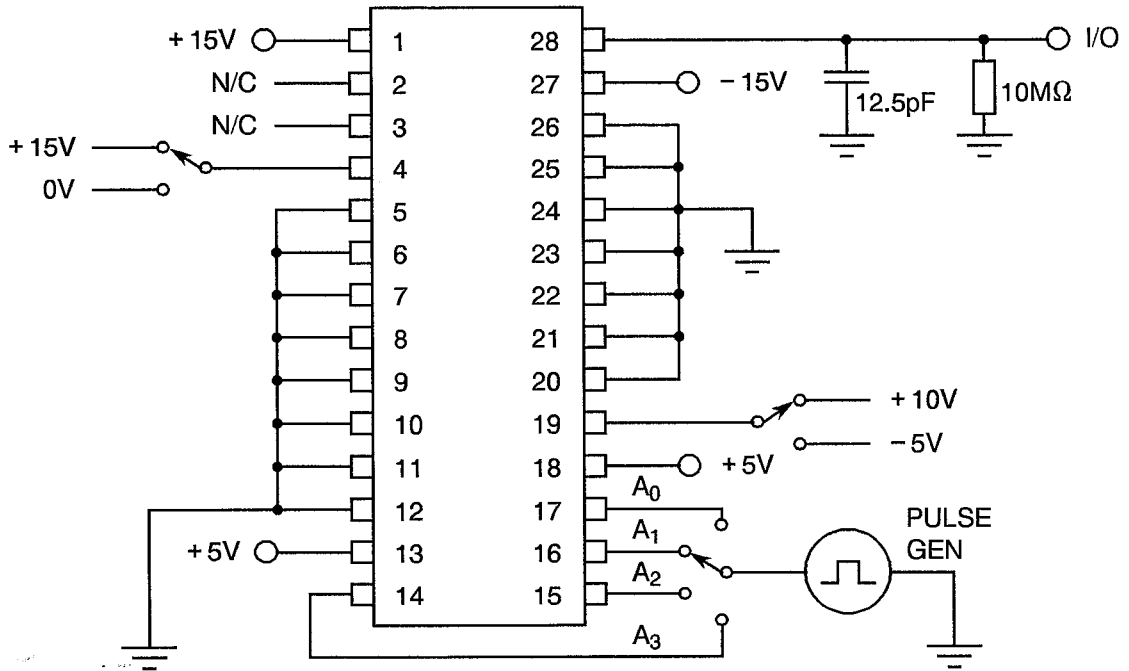 + 15V
1
28
I/O
N/C
2
27
− 15V
12.5pF
10MΩ
N/C
3
26
+ 15V
4
25
0V
5
24
6
23
7
22
8
21
9
20
10
19
+ 10V
− 5V
11
18
+ 5V
A0
12
17
A1
PULSE
GEN
+ 5V
13
16
A2
14
15
A3